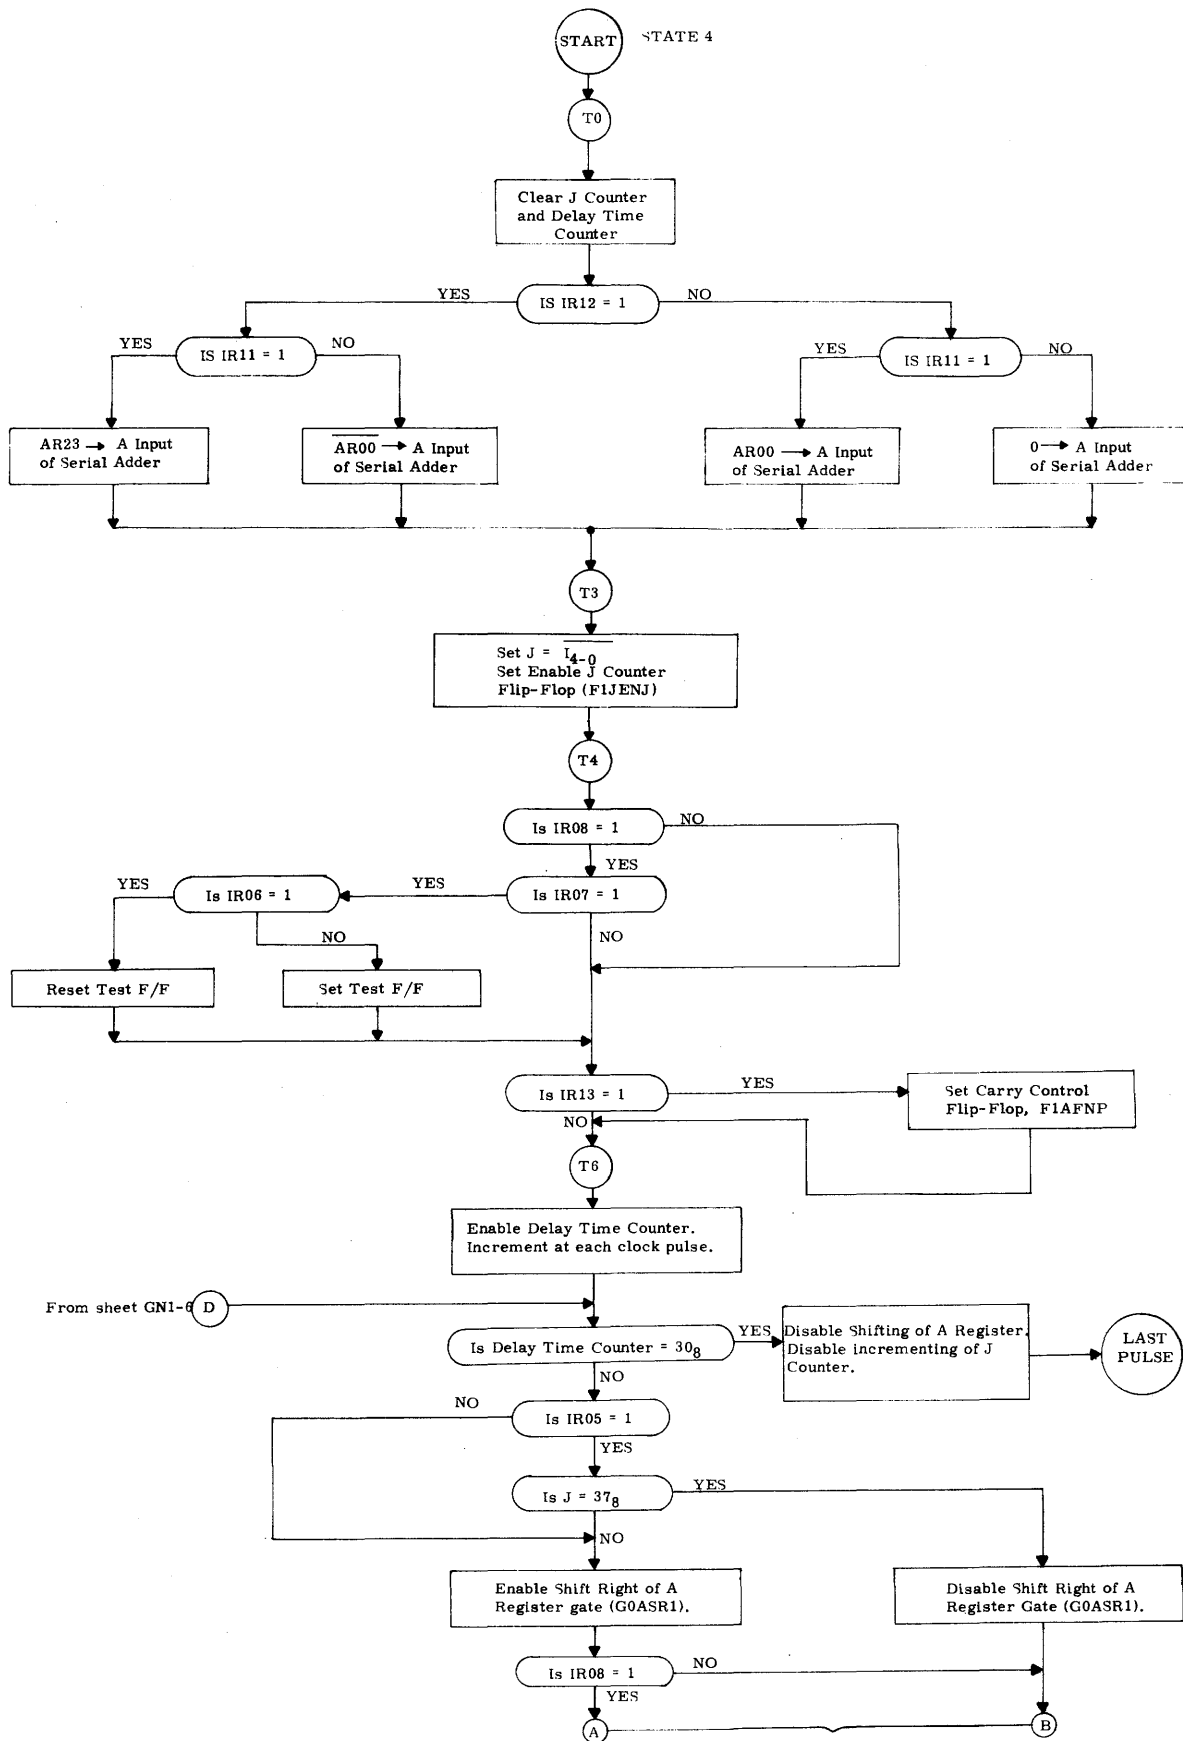 START
STATE 4
T0
Clear J Counter
and Delay Time
Counter
YES
IS IR12 = 1
NO
YES
IS IR11 = 1
NO
YES
IS IR11 = 1
NO
AR23 → A Input
of Serial Adder
AR00 → A Input
of Serial Adder
AR00 → A Input
of Serial Adder
0 → A Input
of Serial Adder
T3
Set J = I4-0
Set Enable J Counter
Flip-Flop (F1JENJ)
T4
Is IR08 = 1
NO
YES
YES
Is IR06 = 1
YES
Is IR07 = 1
NO
NO
Reset Test F/F
Set Test F/F
Is IR13 = 1
YES
Set Carry Control
Flip-Flop, F1AFNP
NO
T6
Enable Delay Time Counter.
Increment at each clock pulse.
From sheet GN1-6
D
Is Delay Time Counter = 30₈
YES
Disable Shifting of A Register.
Disable incrementing of J
Counter.
LAST
PULSE
NO
NO
Is IR05 = 1
YES
Is J = 37₈
YES
NO
Enable Shift Right of A
Register gate (G0ASR1).
Disable Shift Right of A
Register Gate (G0ASR1).
Is IR08 = 1
NO
YES
A
B